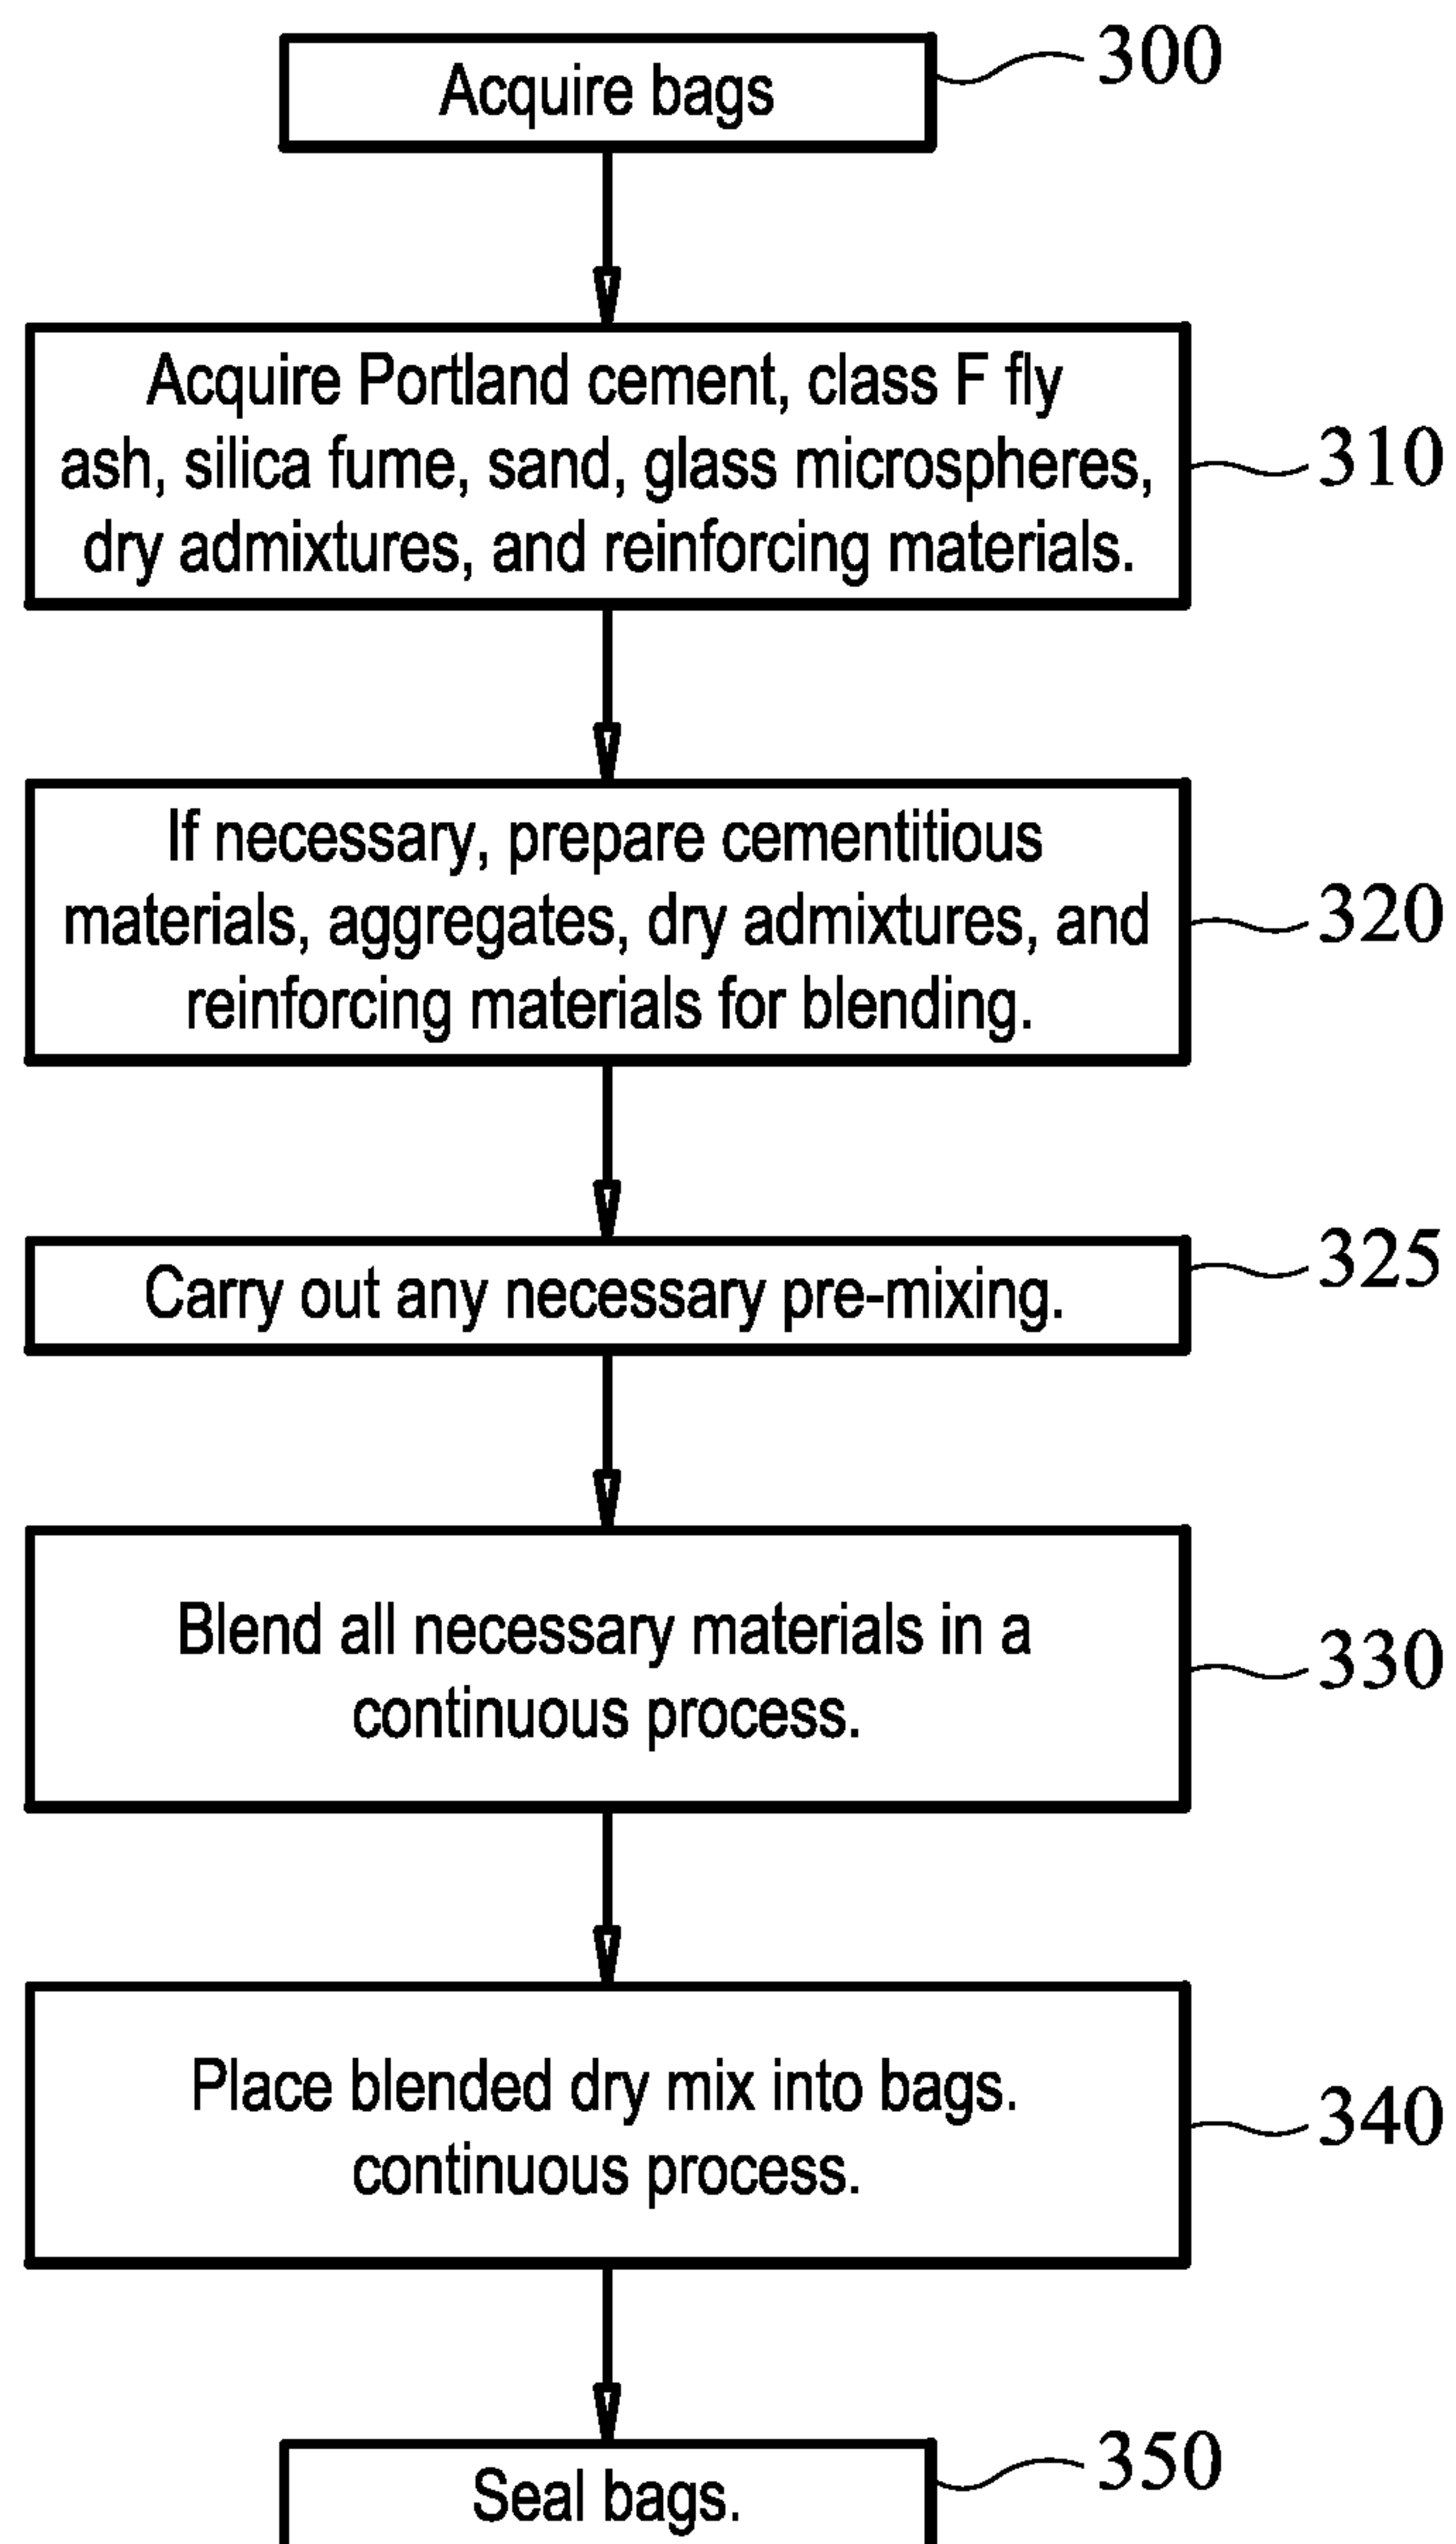 Acquire bags
300
Acquire Portland cement, class F fly
ash, silica fume, sand, glass microspheres,
dry admixtures, and reinforcing materials.
310
If necessary, prepare cementitious
materials, aggregates, dry admixtures, and
reinforcing materials for blending.
320
Carry out any necessary pre-mixing.
325
Blend all necessary materials in a
continuous process.
330
Place blended dry mix into bags.
continuous process.
340
Seal bags.
350